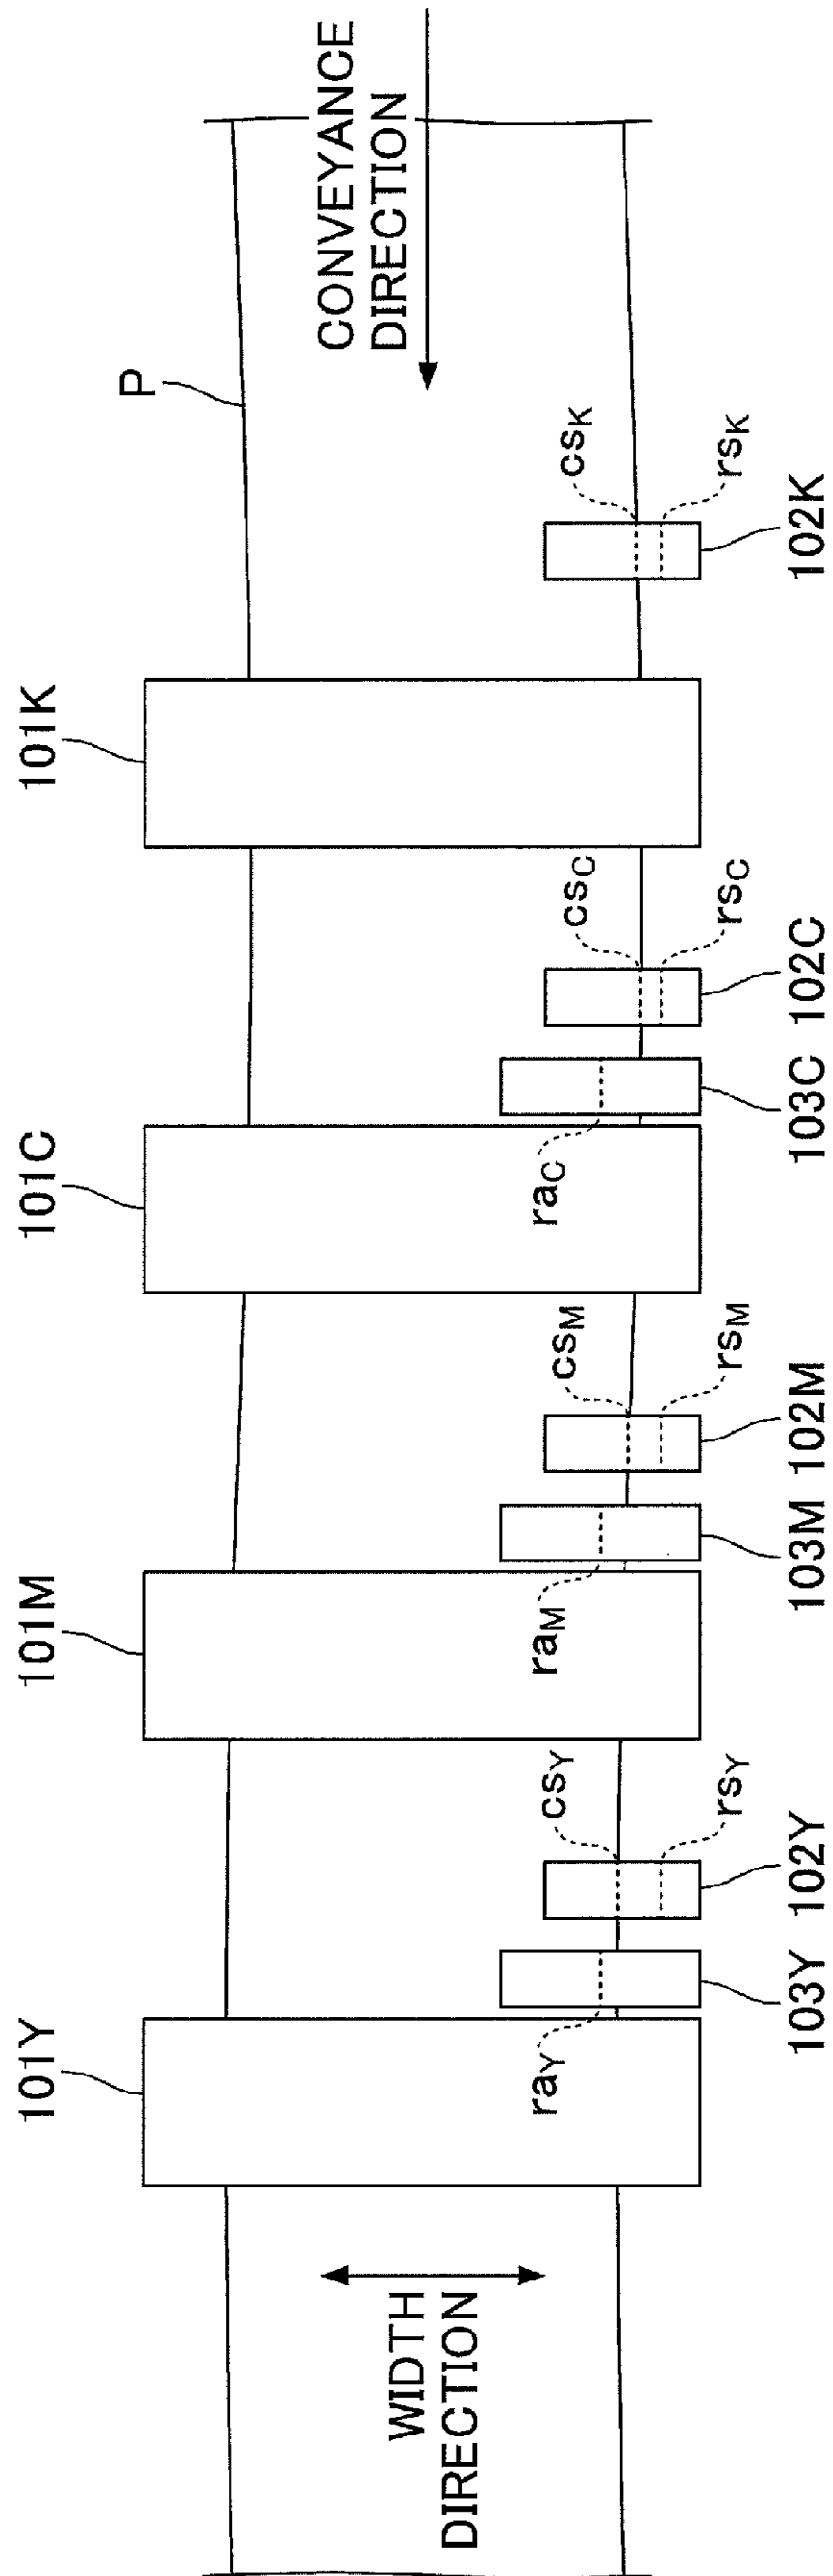 CONVEYANCE
DIRECTION
P
csK
rsK
102K
101K
csC
rsC
102C
103C
raC
101C
csM
rsM
102M
103M
raM
101M
csY
rsY
102Y
103Y
raY
101Y
WIDTH
DIRECTION